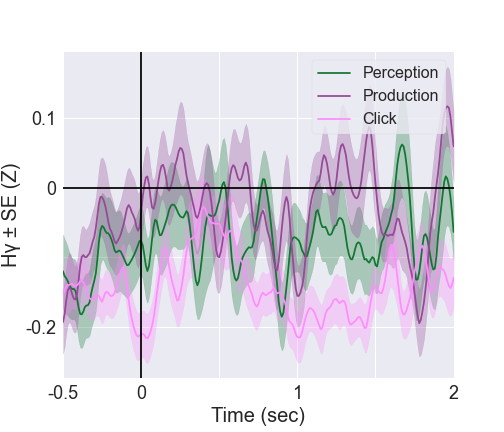 Perception
Production
Click
0.1
0
-0.2
Hγ ± SE (Z)
-0.5
0
1
2
Time (sec)